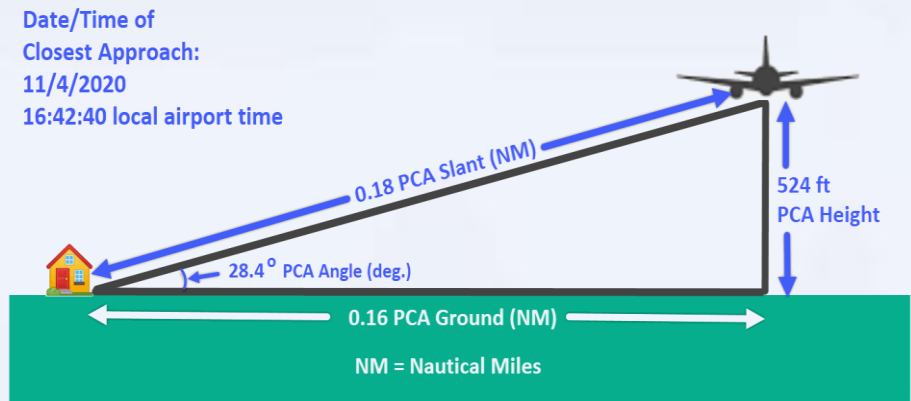 Date/Time of
Closest Approach:
11/4/2020
16:42:40 local airport time
0.18 PCA Slant (NM)
524 ft
PCA Height
28.4° PCA Angle (deg.)
0.16 PCA Ground (NM)
NM = Nautical Miles